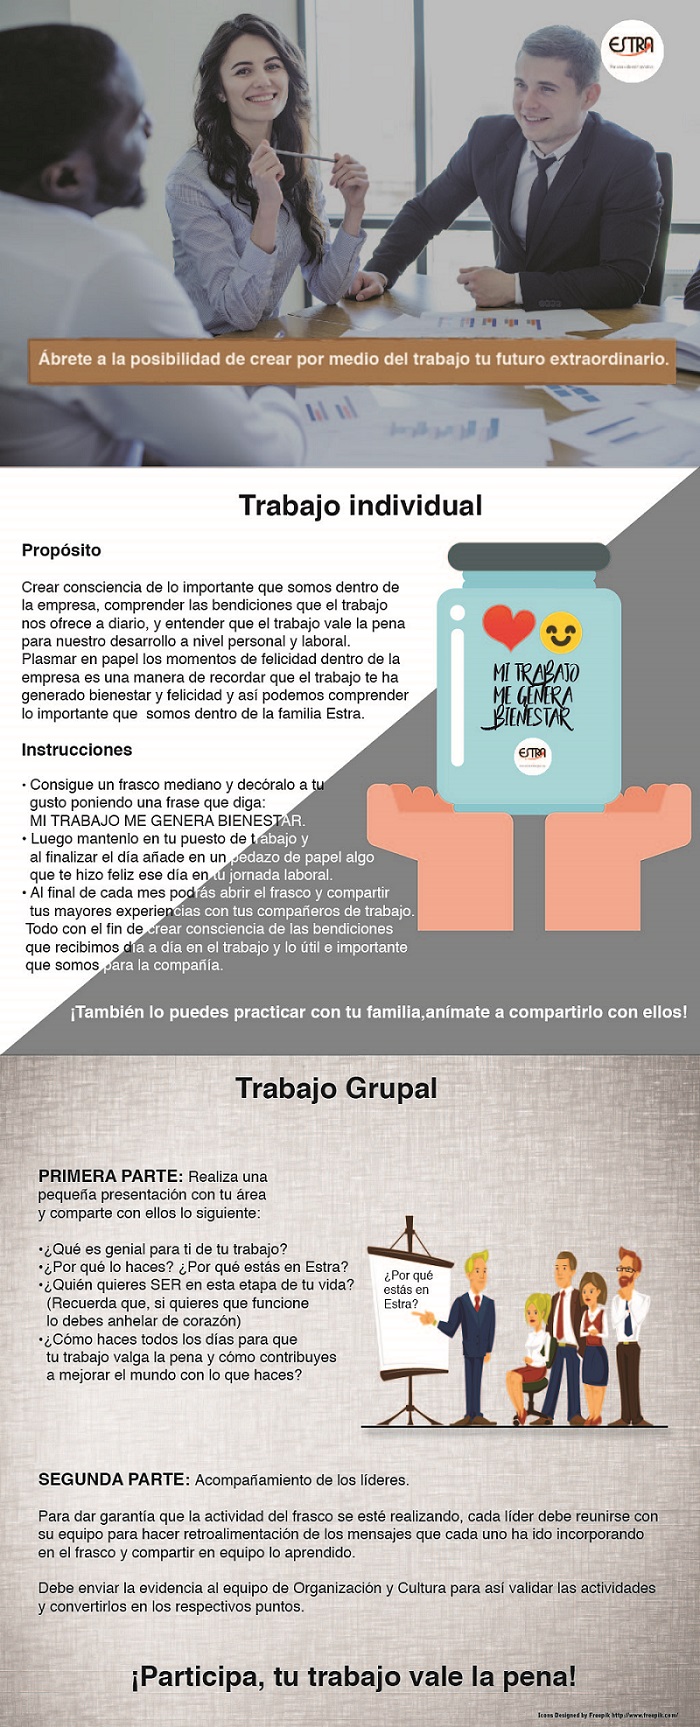 ESTRA
Ábrete a la posibilidad de crear por medio del trabajo tu futuro extraordinario.
Trabajo individual
Propósito
Crear consciencia de lo importante que somos dentro de
la empresa, comprender las bendiciones que el trabajo
nos ofrece a diario, y entender que el trabajo vale la pena
para nuestro desarrollo a nivel personal y laboral.
Plasmar en papel los momentos de felicidad dentro de la
empresa es una manera de recordar que el trabajo te ha
generado bienestar y felicidad y así podemos comprender
lo importante que somos dentro de la familia Estra.
MI TRABAJO
ME GENERA
BIENESTAR
ESTRA
Instrucciones
• Consigue un frasco mediano y decóralo a tu
gusto poniendo una frase que diga:
MI TRABAJO ME GENERA BIENESTAR.
• Luego mantenlo en tu puesto de trabajo y
al finalizar el día añade en un pedazo de papel algo
que te hizo feliz ese día en tu jornada laboral.
• Al final de cada mes podrás abrir el frasco y compartir
tus mayores experiencias con tus compañeros de trabajo.
Todo con el fin de crear consciencia de las bendiciones
que recibimos día a día en el trabajo y lo útil e importante
que somos para la compañía.
¡También lo puedes practicar con tu familia,anímate a compartirlo con ellos!
Trabajo Grupal
PRIMERA PARTE: Realiza una
pequeña presentación con tu área
y comparte con ellos lo siguiente:
•¿Qué es genial para ti de tu trabajo?
•¿Por qué lo haces? ¿Por qué estás en Estra?
•¿Quién quieres SER en esta etapa de tu vida?
(Recuerda que, si quieres que funcione
lo debes anhelar de corazón)
•¿Cómo haces todos los días para que
tu trabajo valga la pena y cómo contribuyes
a mejorar el mundo con lo que haces?
¿Por qué
estás en
Estra?
SEGUNDA PARTE: Acompañamiento de los líderes.
Para dar garantía que la actividad del frasco se esté realizando, cada líder debe reunirse con
su equipo para hacer retroalimentación de los mensajes que cada uno ha ido incorporando
en el frasco y compartir en equipo lo aprendido.
Debe enviar la evidencia al equipo de Organización y Cultura para así validar las actividades
y convertirlos en los respectivos puntos.
¡Participa, tu trabajo vale la pena!
Icons Designed by Freepik http://www.freepik.com/